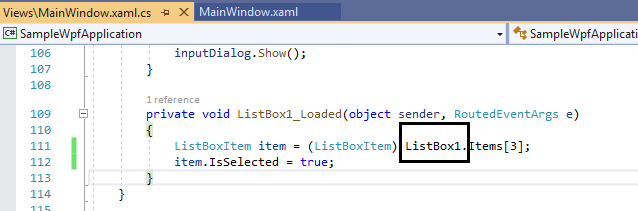 Views\MainWindow.xaml.cs MainWindow.xaml
SampleWpfApplication SampleWpfApplicati
106 inputDialog.Show();
107 }
108
1 reference
109 private void ListBox1_Loaded(object sender, RoutedEventArgs e)
110 {
111 ListBoxItem item = (ListBoxItem) ListBox1.Items[3];
112 item.IsSelected = true;
113 }
114 }